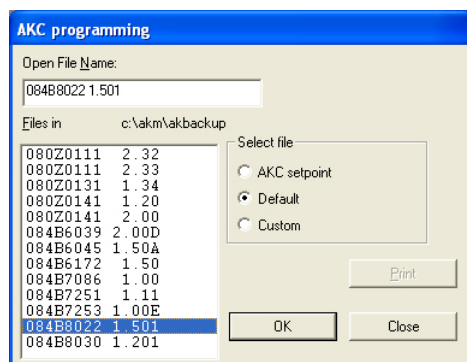 AKC programming
Open File Name:
084B8022 1.501
Files in c:\akm\akbackup
080Z0111 2.32
080Z0111 2.33
080Z0131 1.34
080Z0141 1.20
080Z0141 2.00
084B6039 2.00D
084B6045 1.50A
084B6172 1.50
084B7086 1.00
084B7251 1.11
084B7253 1.00E
084B8022 1.501
084B8030 1.201
Select file
AKC setpoint
Default
Custom
Print
OK Close